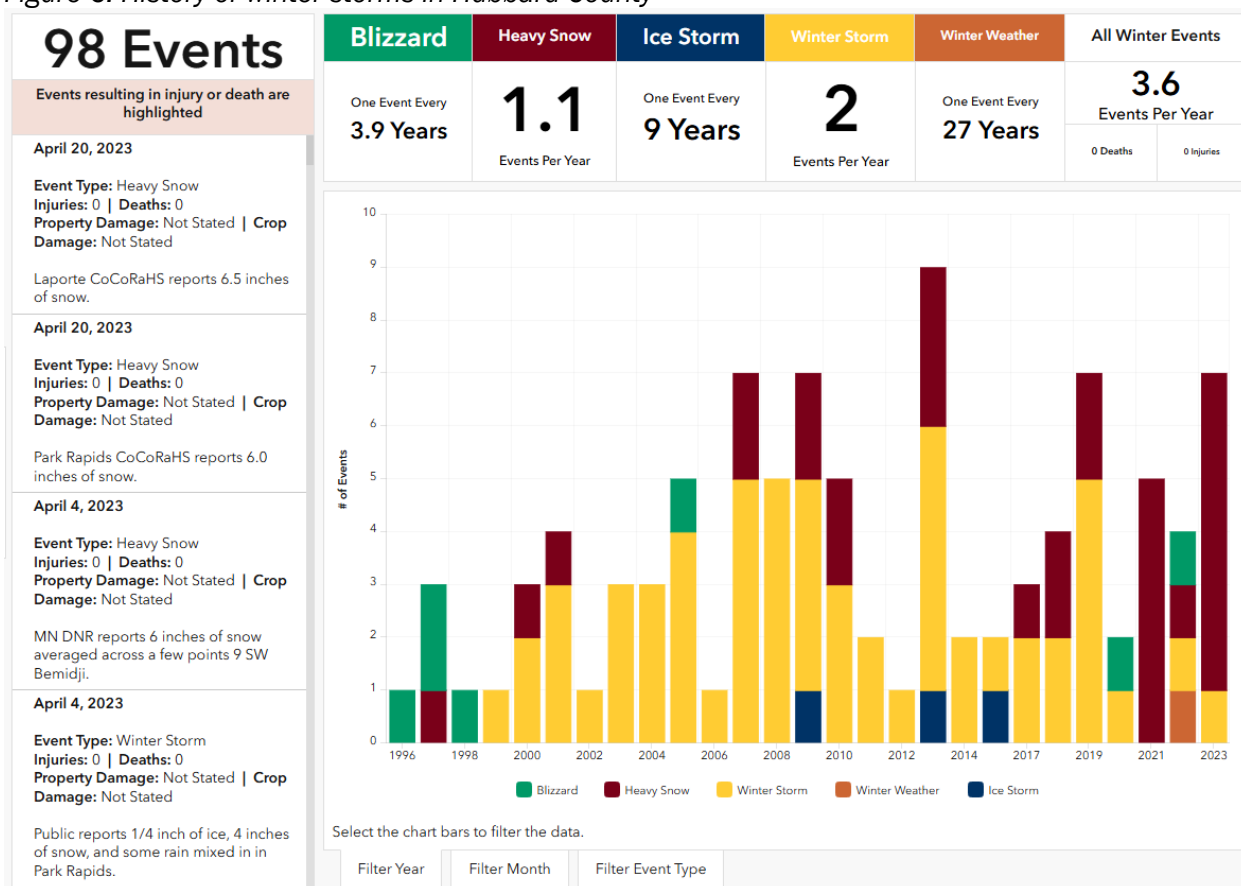 Figure 6. History of winter storms in Hubbard County
98 Events
Events resulting in injury or death are
highlighted
April 20, 2023
Event Type: Heavy Snow
Injuries: 0 | Deaths: 0
Property Damage: Not Stated | Crop
Damage: Not Stated
Laporte CoCoRaHS reports 6.5 inches
of snow.
April 20, 2023
Event Type: Heavy Snow
Injuries: 0 | Deaths: 0
Property Damage: Not Stated | Crop
Damage: Not Stated
Park Rapids CoCoRaHS reports 6.0
inches of snow.
April 4, 2023
Event Type: Heavy Snow
Injuries: 0 | Deaths: 0
Property Damage: Not Stated | Crop
Damage: Not Stated
MN DNR reports 6 inches of snow
averaged across a few points 9 SW
Bemidji.
April 4, 2023
Event Type: Winter Storm
Injuries: 0 | Deaths: 0
Property Damage: Not Stated | Crop
Damage: Not Stated
Public reports 1/4 inch of ice, 4 inches
of snow, and some rain mixed in in
Park Rapids.
Blizzard
One Event Every
3.9 Years
Heavy Snow
1.1
Events Per Year
Ice Storm
One Event Every
9 Years
Winter Storm
2
Events Per Year
Winter Weather
One Event Every
27 Years
All Winter Events
3.6
Events Per Year
0 Deaths
0 Injuries
# of Events
10
9
8
7
6
5
4
3
2
1
0
1996 1998 2000 2002 2004 2006 2008 2010 2012 2014 2017 2019 2021 2023
Blizzard Heavy Snow Winter Storm Winter Weather Ice Storm
Select the chart bars to filter the data.
Filter Year Filter Month Filter Event Type